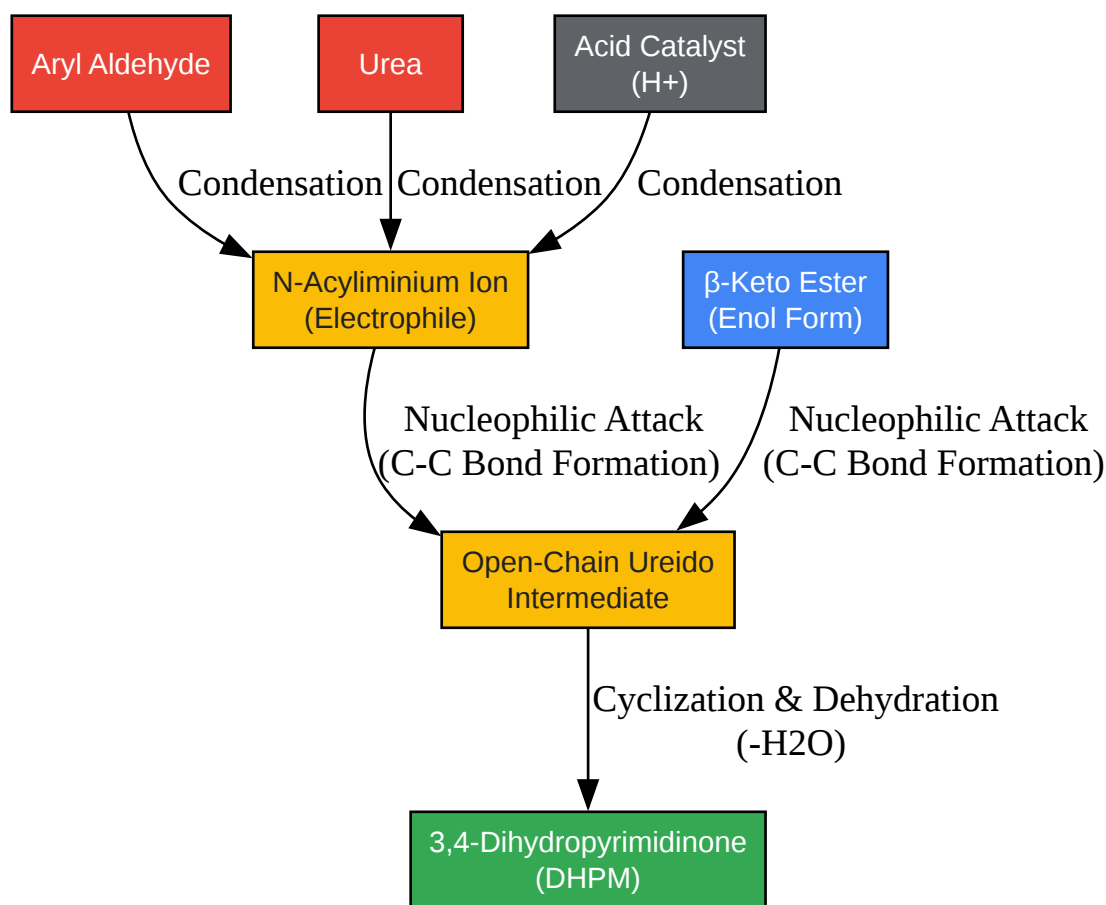 Aryl Aldehyde
Urea
Acid Catalyst
(H+)
Condensation
Condensation
Condensation
N-Acyliminium Ion
(Electrophile)
β-Keto Ester
(Enol Form)
Nucleophilic Attack
(C-C Bond Formation)
Nucleophilic Attack
(C-C Bond Formation)
Open-Chain Ureido
Intermediate
Cyclization & Dehydration
(-H2O)
3,4-Dihydropyrimidinone
(DHPM)